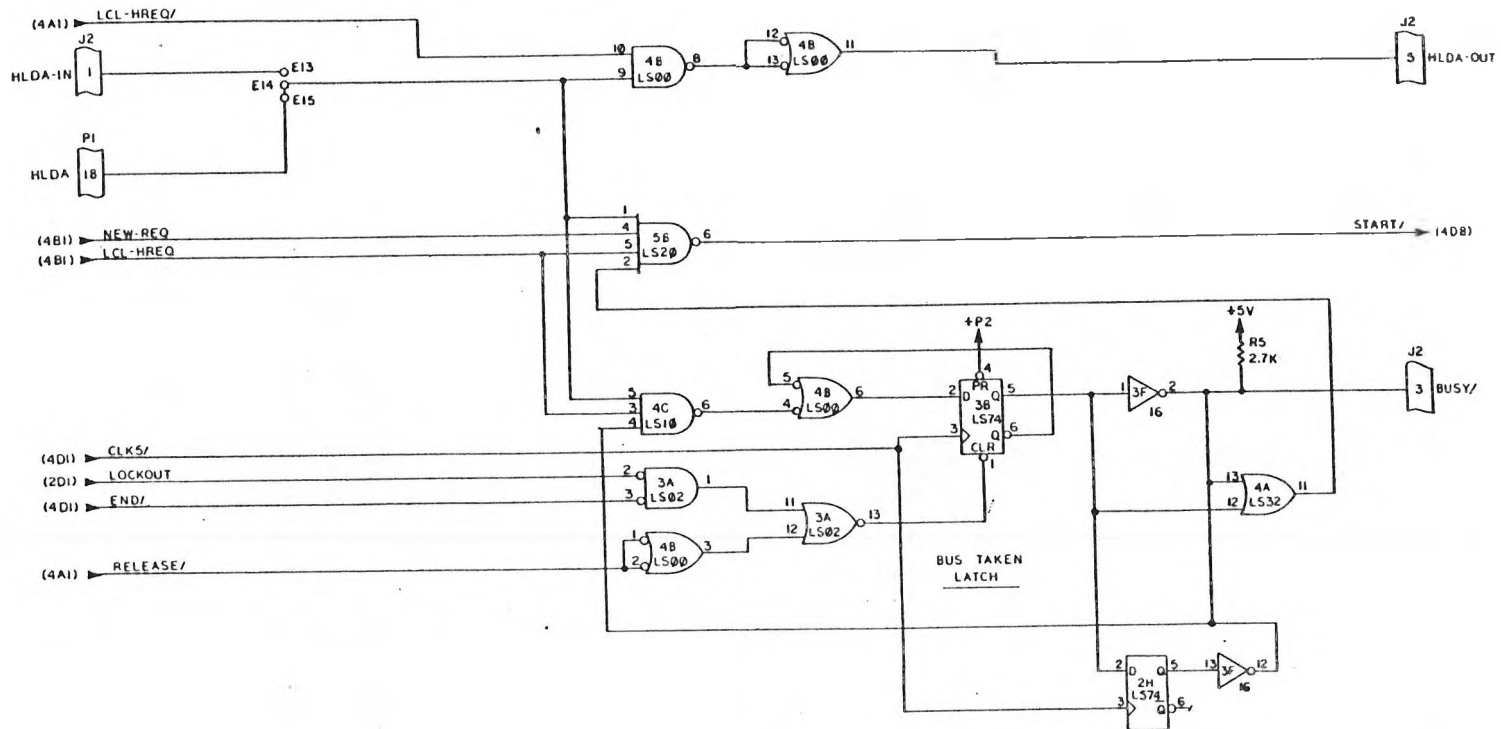 (4A1) LCL-HREQ/
J2
HLDA-IN 1
E13
E14
E15
P1
HLDA 18
10 9 4B LS00 8
12 13 4B LS00 11
J2
5 HLDA-OUT
(4B1) NEW-REQ
(4B1) LCL-HREQ
1 4 5 2 5B LS20 6
START/ (4D8)
+P2
+5V
R5
2.7K
J2
3 BUSY/
5 3 4 4C LS10 6
5 4 4B LS00 6
4 PR
2 D Q 5
3B
LS74
3 Q 6
CLR
1
1 3F 2
16
(4D1) CLK5/
(2D1) LOCKOUT
(4D1) END/
2 3 3A LS02 1
11 12 3A LS02 13
13 12 4A LS32 11
(4A1) RELEASE/
1 2 4B LS00 3
BUS TAKEN
LATCH
2 D Q 5
2H
LS74
3 Q 6
13 3F 12
16